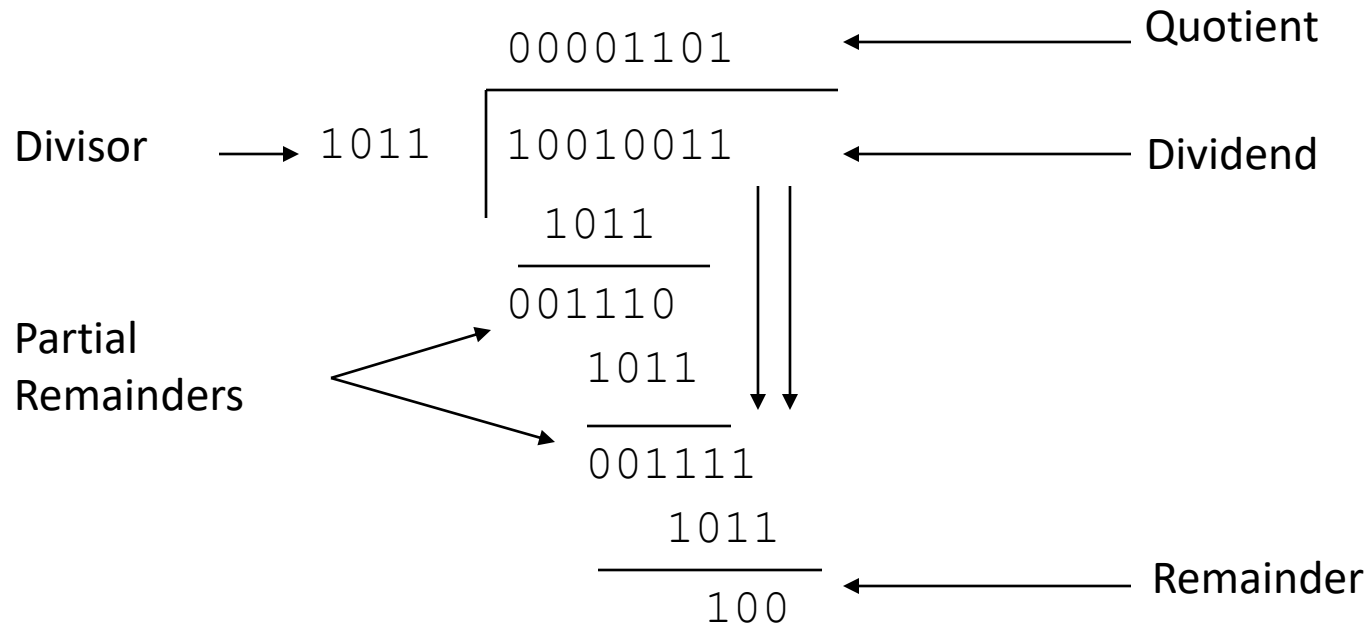 00001101 Quotient
Divisor 1011 10010011 Dividend
1011
001110
Partial
Remainders
1011
001111
1011
Remainder
100